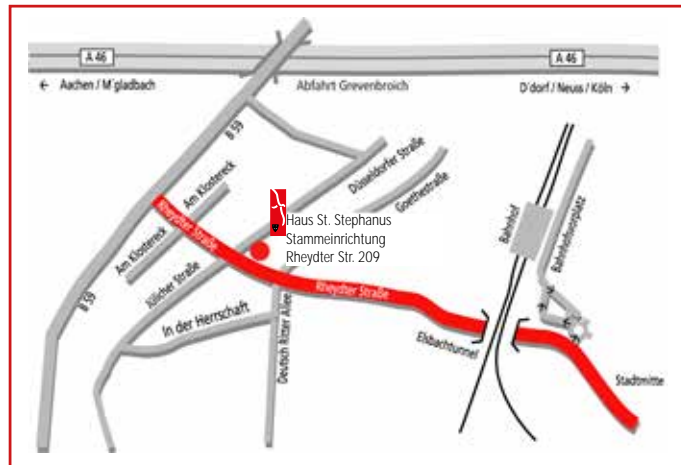 A 46
A 46
← Aachen / M´gladbach
Abfahrt Grevenbroich
D´dorf / Neuss / Köln →
B 59
Düsseldorfer Straße
Goethestraße
Am Klostereck
Am Klostereck
Haus St. Stephanus
Stammeinrichtung
Rheydter Str. 209
Bahnhof
Bahnhofvorplatz
Rheydter Straße
Jülicher Straße
Rheydter Straße
B 59
In der Herrschaft
Deutsch Ritter Allee
Elsbachtunnel
Stadtmitte